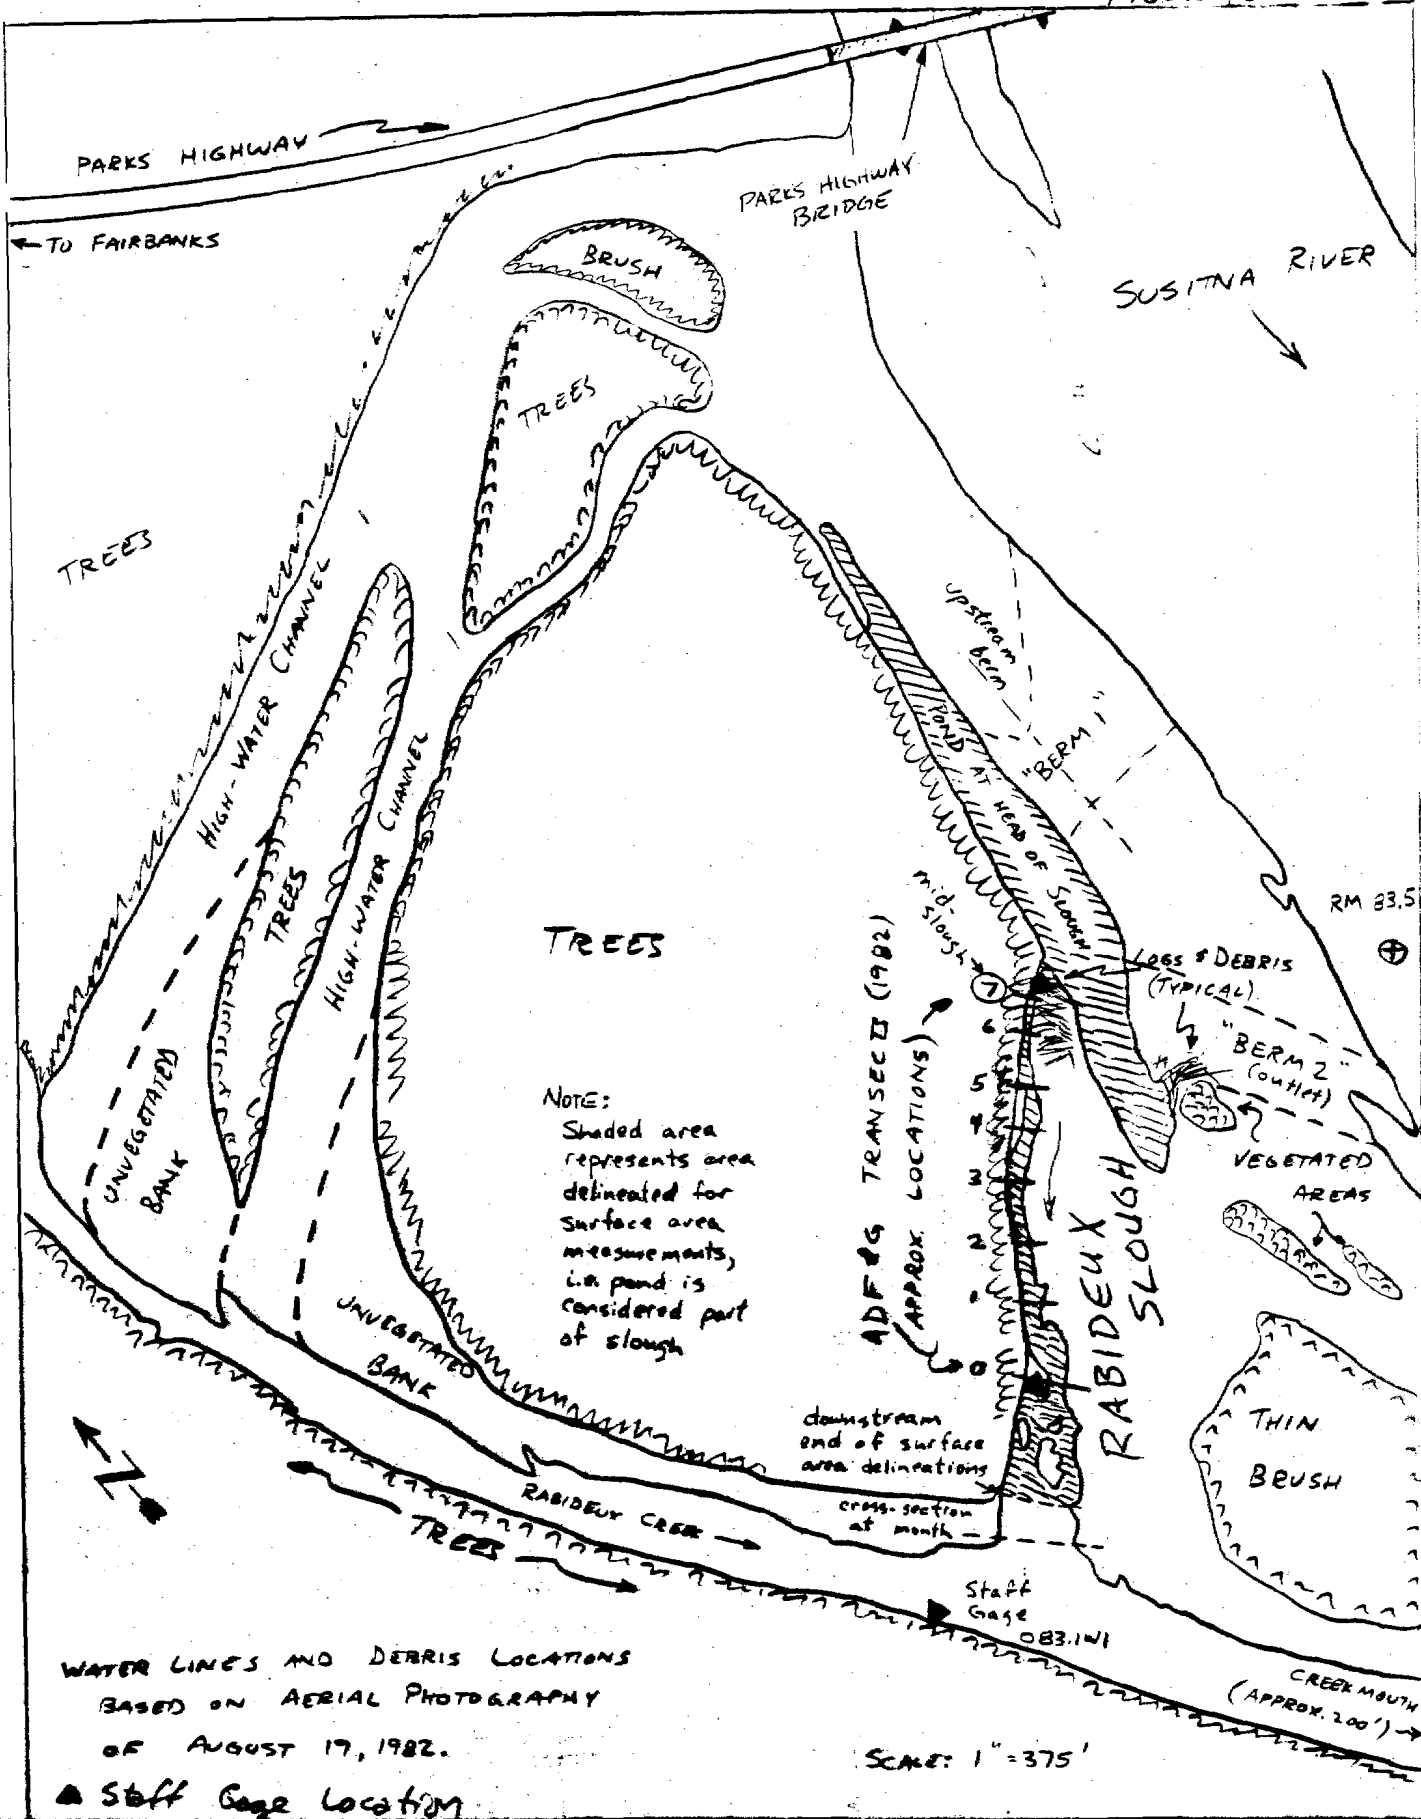 PARKS HIGHWAY
← TO FAIRBANKS
PARKS HIGHWAY
BRIDGE
SUSITNA RIVER
BRUSH
TREES
TREES
HIGH-WATER CHANNEL
upstream
berm
"BERM 1"
POND AT HEAD OF SLOUGH
TREES
HIGH-WATER CHANNEL
TREES
mid-
slough
RM 83.5
LOGS & DEBRIS
(TYPICAL)
"BERM 2"
(outlet)
UNVEGETATED
BANK
ADF&G TRANSECTS (1982)
(APPROX. LOCATIONS)
7
6
5
4
3
2
1
0
VEGETATED
AREAS
NOTE:
Shaded area
represents area
delineated for
surface area
measurements,
i.e. pond is
considered part
of slough
RABIDEUX
SLOUGH
UNVEGETATED
BANK
THIN
BRUSH
downstream
end of surface
area delineations
cross-section
at mouth
RABIDEUX CREEK →
TREES
Staff
Gage
083.1W1
CREEK MOUTH
(APPROX. 200') →
WATER LINES AND DEBRIS LOCATIONS
BASED ON AERIAL PHOTOGRAPHY
OF AUGUST 19, 1982.
▲ Staff Gage Location
SCALE: 1" = 375'